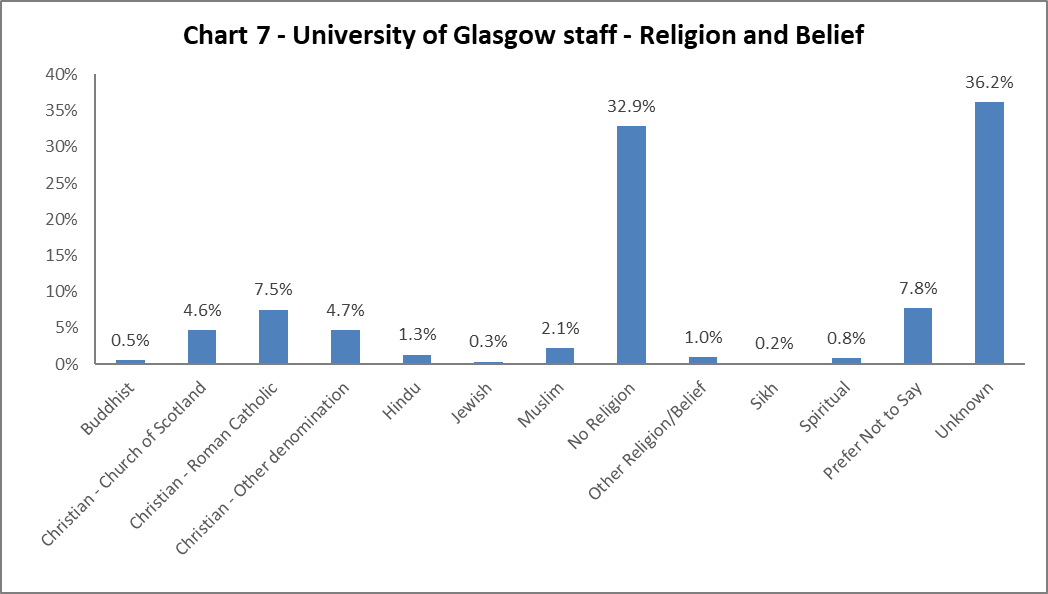 Chart 7 - University of Glasgow staff - Religion and Belief
40%
35%
30%
25%
20%
15%
10%
5%
0%
0.5%
4.6%
7.5%
4.7%
1.3%
0.3%
2.1%
32.9%
1.0%
0.2%
0.8%
7.8%
36.2%
Buddhist
Christian - Church of Scotland
Christian - Roman Catholic
Christian - Other denomination
Hindu
Jewish
Muslim
No Religion
Other Religion/Belief
Sikh
Spiritual
Prefer Not to Say
Unknown